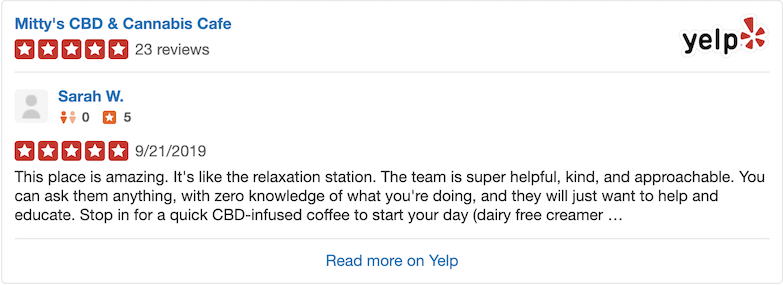 Mitty's CBD & Cannabis Cafe
23 reviews
yelp
Sarah W.
0 5
9/21/2019
This place is amazing. It's like the relaxation station. The team is super helpful, kind, and approachable. You
can ask them anything, with zero knowledge of what you're doing, and they will just want to help and
educate. Stop in for a quick CBD-infused coffee to start your day (dairy free creamer …
Read more on Yelp